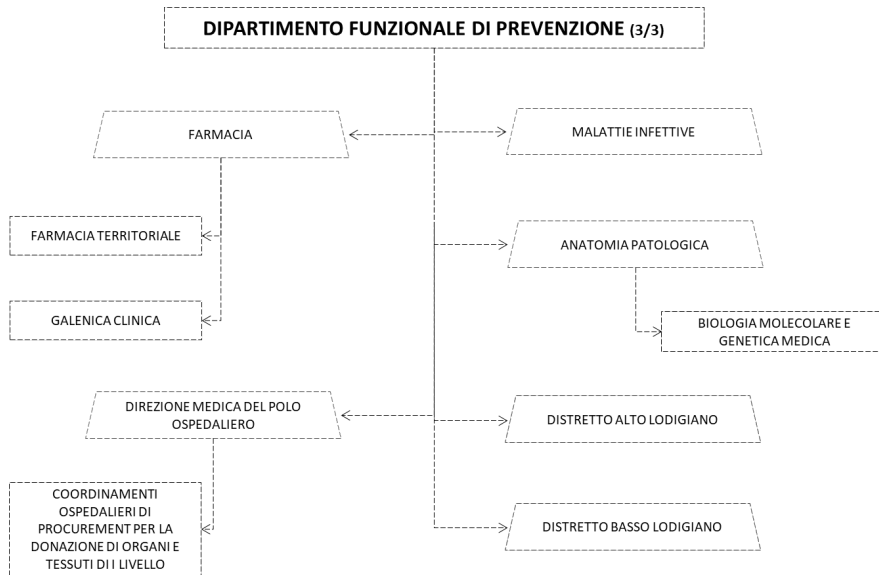 DIPARTIMENTO FUNZIONALE DI PREVENZIONE (3/3)
FARMACIA
MALATTIE INFETTIVE
FARMACIA TERRITORIALE
ANATOMIA PATOLOGICA
GALENICA CLINICA
BIOLOGIA MOLECOLARE E
GENETICA MEDICA
DIREZIONE MEDICA DEL POLO
OSPEDALIERO
DISTRETTO ALTO LODIGIANO
COORDINAMENTI
OSPEDALIERI DI
PROCUREMENT PER LA
DONAZIONE DI ORGANI E
TESSUTI DI I LIVELLO
DISTRETTO BASSO LODIGIANO